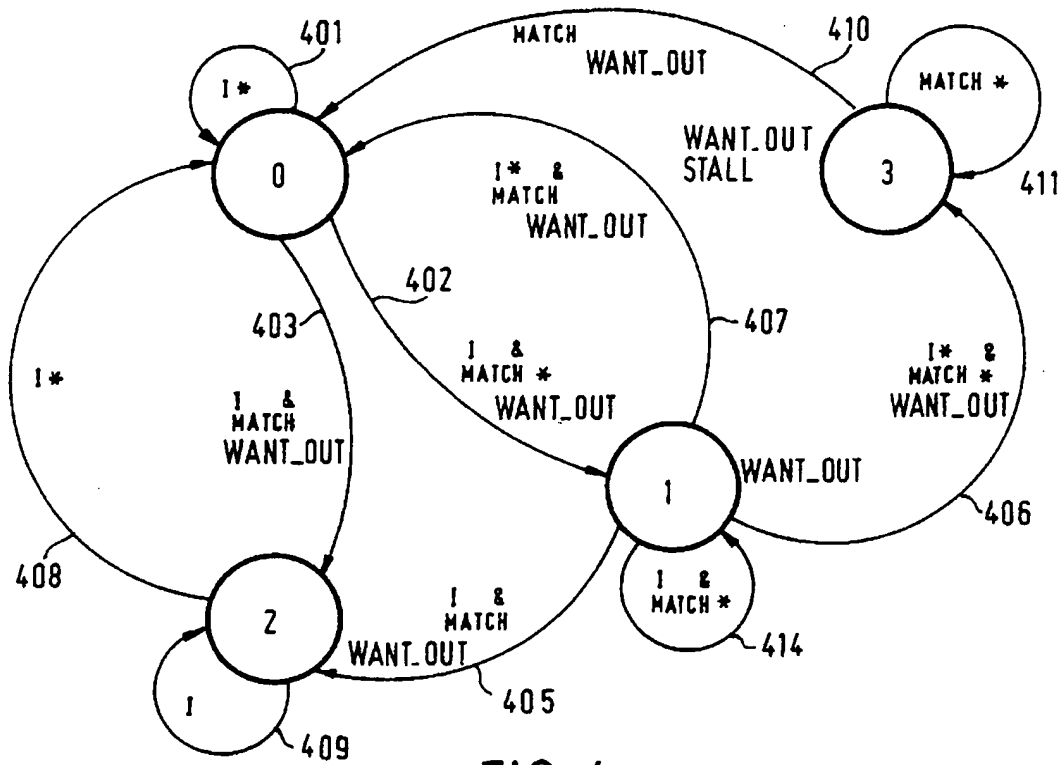 401
MATCH
410
I *
WANT_OUT
MATCH *
0
WANT_OUT
STALL
3
411
I* &
MATCH
WANT_OUT
402
403
407
I *
I &
MATCH *
WANT_OUT
I* &
MATCH *
WANT_OUT
I &
MATCH
WANT_OUT
1
WANT_OUT
406
408
I &
MATCH *
2
I &
MATCH
WANT_OUT
414
405
I
409